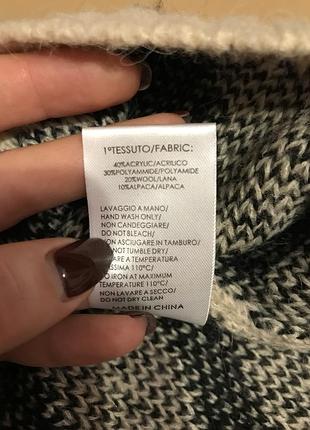 1°TESSUTO/FABRIC:
40%ACRYLIC/ACRILICO
30%POLYAMMIDE/POLYAMIDE
20%WOOL/LANA
10%ALPACA/ALPACA
LAVAGGIO A MANO/
HAND WASH ONLY/
NON CANDEGGIARE/
DO NOT BLEACH/
NON ASCIUGARE IN TAMBURO/
DO NOT TUMBLE DRY/
A TEMPERATURA
SSIMA 110°C/
O IRON AT MAXIMUM
TEMPERATURE 110°C/
NON LAVARE A SECCO/
DO NOT DRY CLEAN
MADE IN CHINA